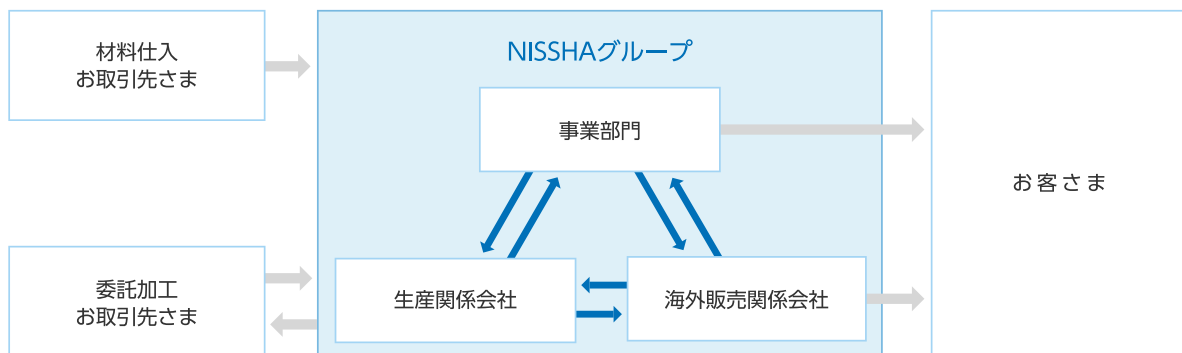 材料仕入
お取引先さま
NISSHAグループ
事業部門
お客さま
委託加工
お取引先さま
生産関係会社
海外販売関係会社